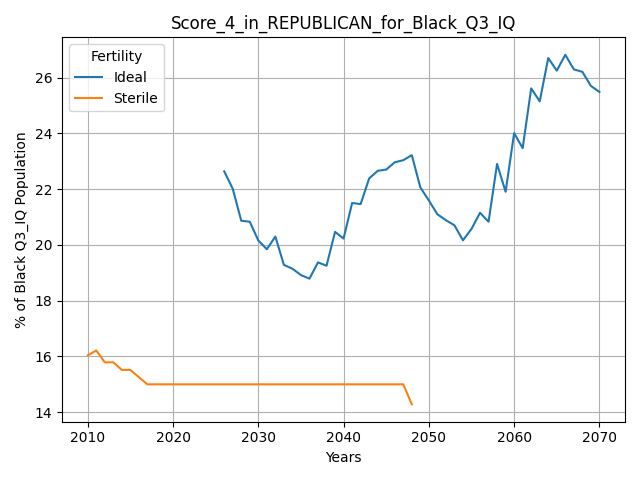 Score_4_in_REPUBLICAN_for_Black_Q3_IQ
Fertility
Ideal
Sterile
% of Black Q3_IQ Population
26
24
22
20
18
16
14
2010 2020 2030 2040 2050 2060 2070
Years